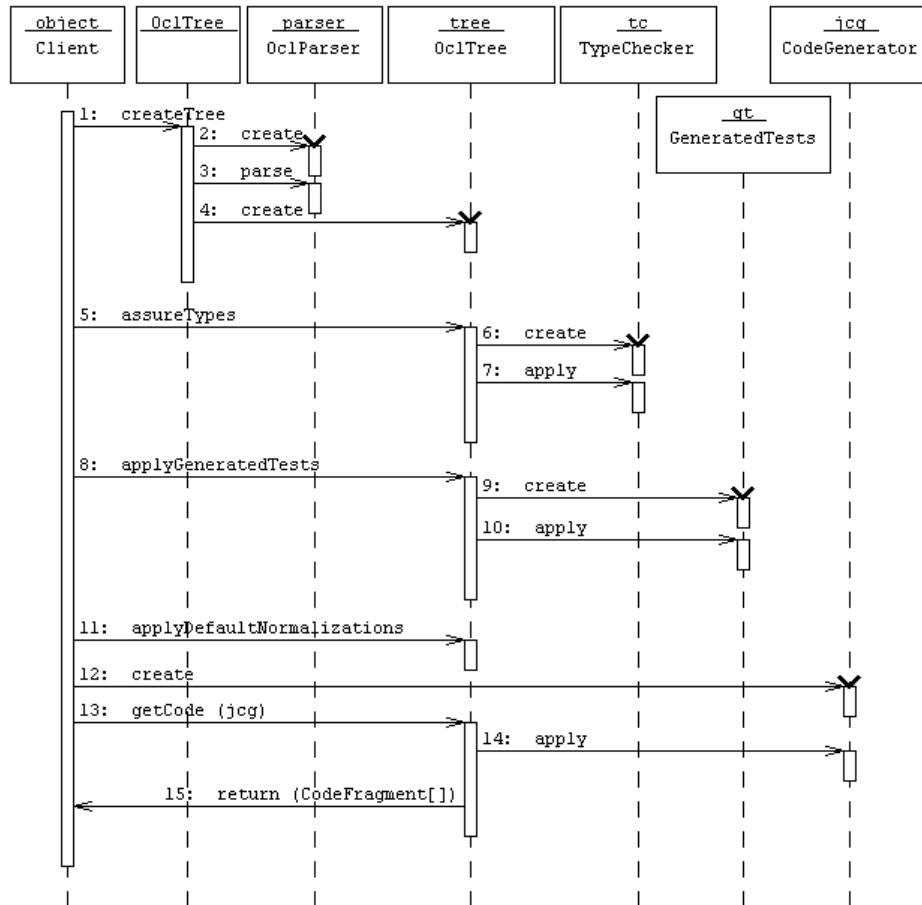 object OclTree parser tree tc jcg
Client OclParser OclTree TypeChecker CodeGenerator
gt
GeneratedTests
1: createTree
2: create
3: parse
4: create
5: assureTypes
6: create
7: apply
8: applyGeneratedTests
9: create
10: apply
11: applyDefaultNormalizations
12: create
13: getCode (jcg)
14: apply
15: return (CodeFragment[])